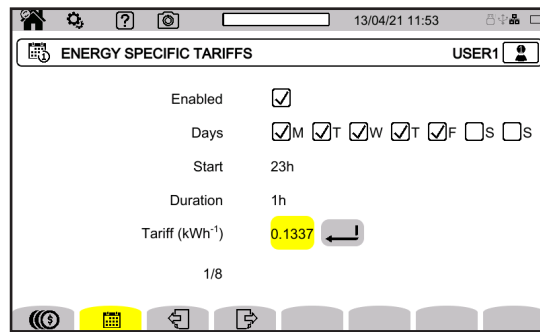 13/04/21 11:53
ENERGY SPECIFIC TARIFFS USER1
Enabled
Days M T W T F S S
Start 23h
Duration 1h
Tariff (kWh⁻¹) 0.1337
1/8